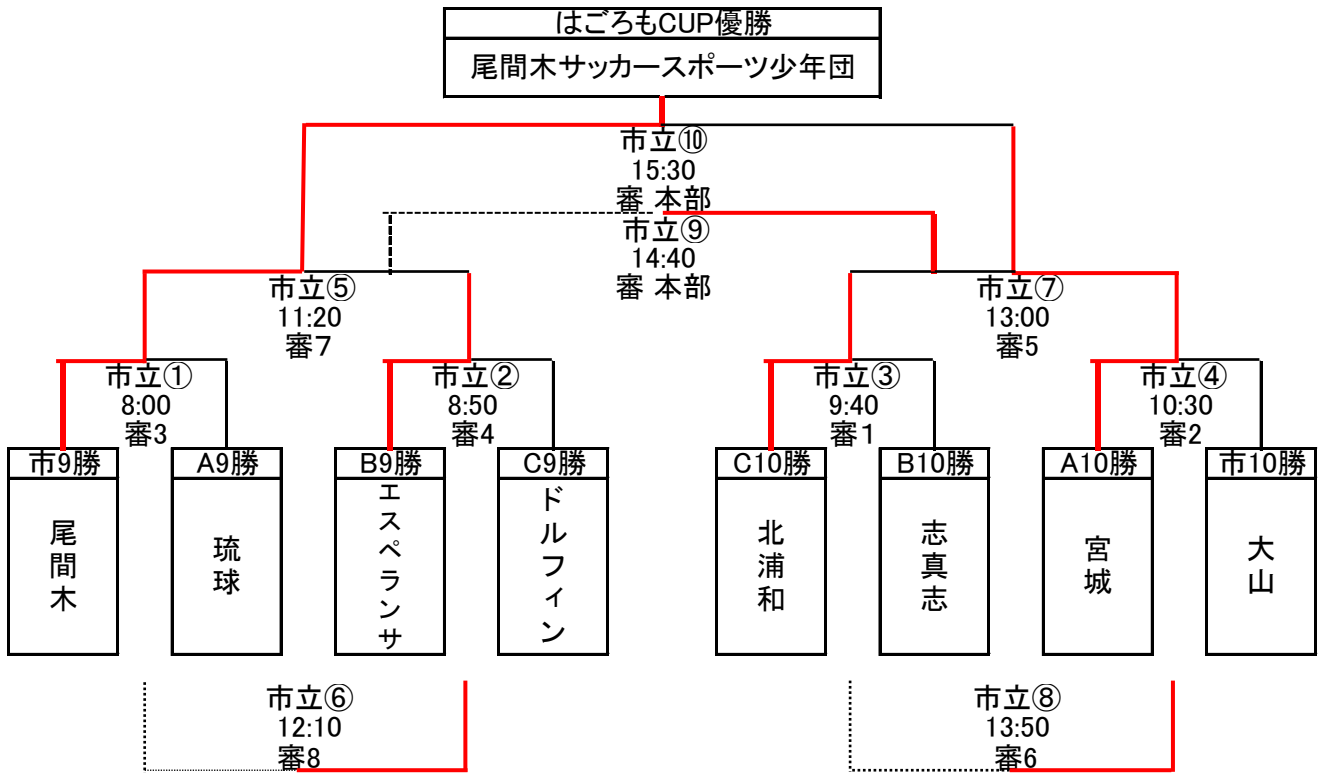 はごろもCUP優勝
尾間木サッカースポーツ少年団
市立⑩
15:30
審 本部
市立⑨
14:40
審 本部
市立⑤
11:20
審7
市立⑦
13:00
審5
市立①
8:00
審3
市立②
8:50
審4
市立③
9:40
審1
市立④
10:30
審2
市9勝
A9勝
B9勝
C9勝
C10勝
B10勝
A10勝
市10勝
尾間木
琉球
エスペランサ
ドルフィン
北浦和
志真志
宮城
大山
市立⑥
12:10
審8
市立⑧
13:50
審6